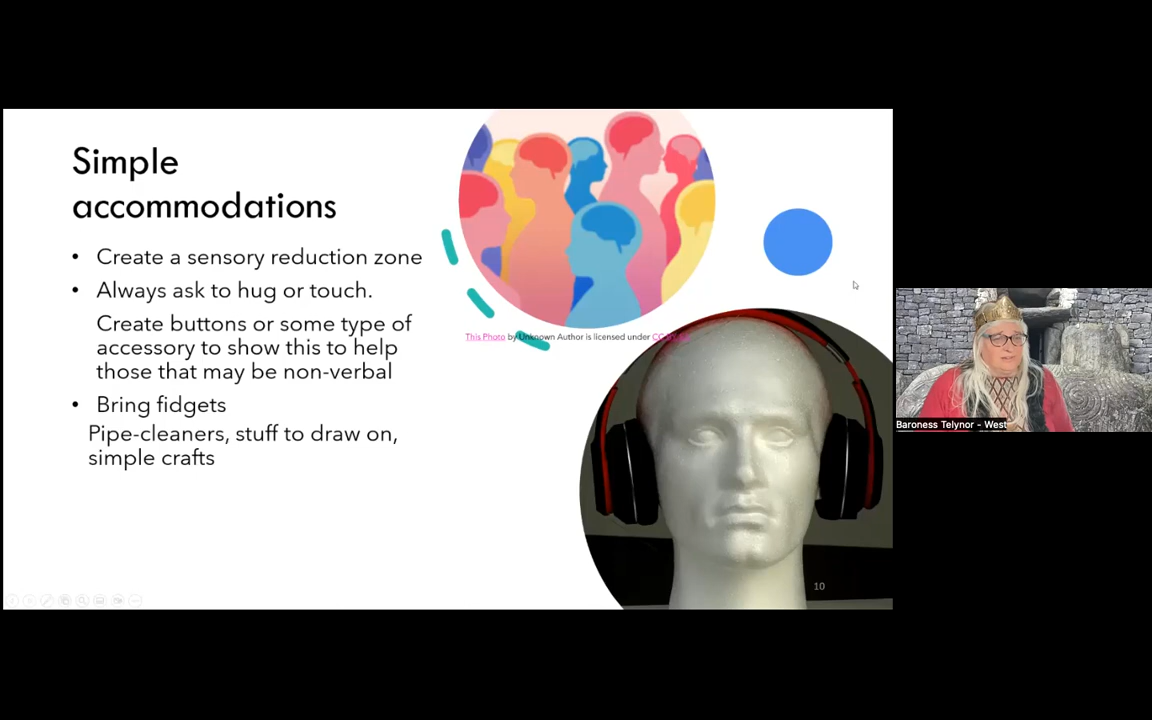 Simple
accommodations
• Create a sensory reduction zone
• Always ask to hug or touch.
Create buttons or some type of
accessory to show this to help
those that may be non-verbal
• Bring fidgets
Pipe-cleaners, stuff to draw on,
simple crafts
This Photo by Unknown Author is licensed under
10
Baroness Telynor - West